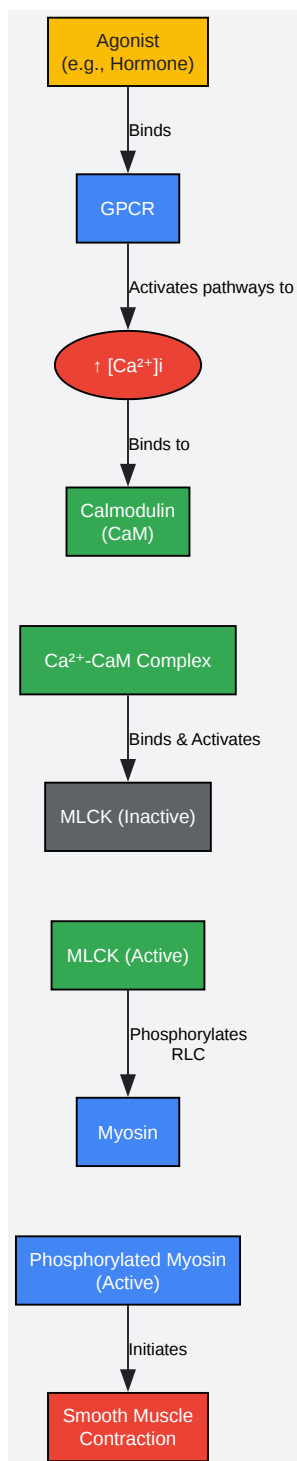 Agonist
(e.g., Hormone)
Binds
GPCR
Activates pathways to
↑ [Ca²⁺]i
Binds to
Calmodulin
(CaM)
Ca²⁺-CaM Complex
Binds & Activates
MLCK (Inactive)
MLCK (Active)
Phosphorylates
RLC
Myosin
Phosphorylated Myosin
(Active)
Initiates
Smooth Muscle
Contraction